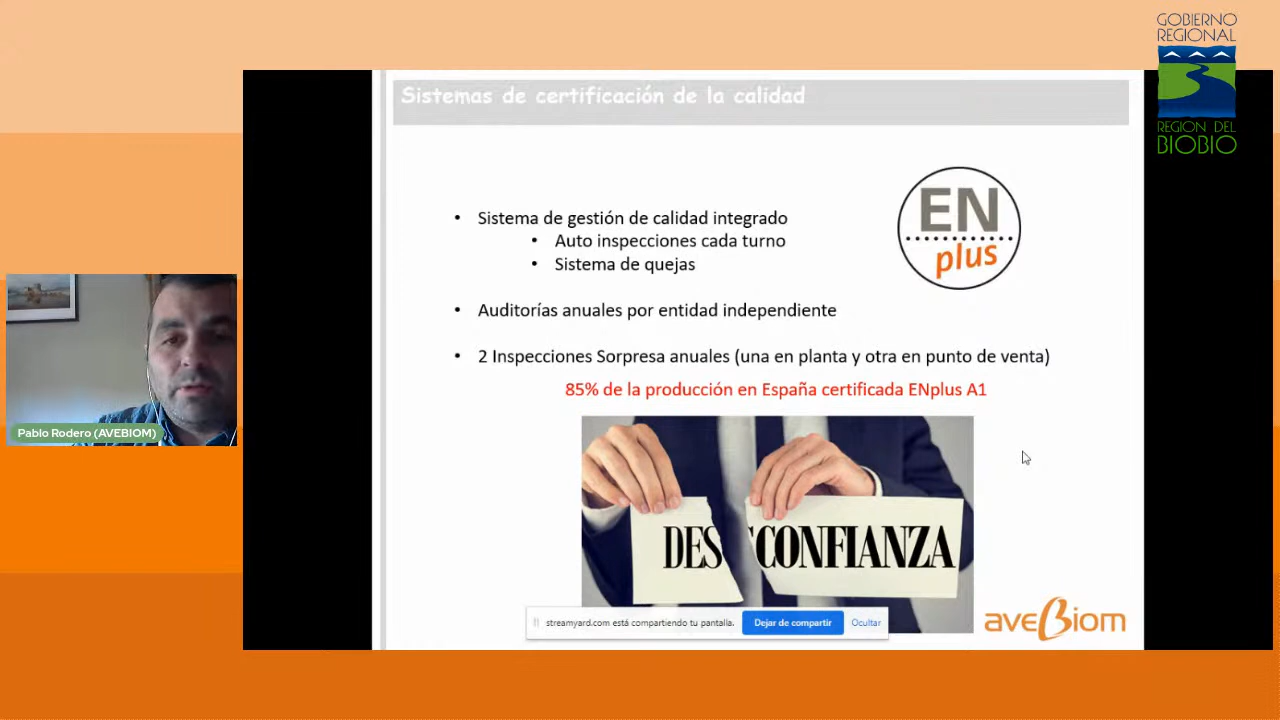 GOBIERNO
REGIONAL
REGION DEL
BIOBIO
Sistemas de certificación de la calidad
EN
plus
• Sistema de gestión de calidad integrado
• Auto inspecciones cada turno
• Sistema de quejas
• Auditorías anuales por entidad independiente
• 2 Inspecciones Sorpresa anuales (una en planta y otra en punto de venta)
85% de la producción en España certificada ENplus A1
Pablo Rodero (AVEBIOM)
DESCONFIANZA
streamyard.com está compartiendo tu pantalla.
Dejar de compartir
Ocultar
aveBiom